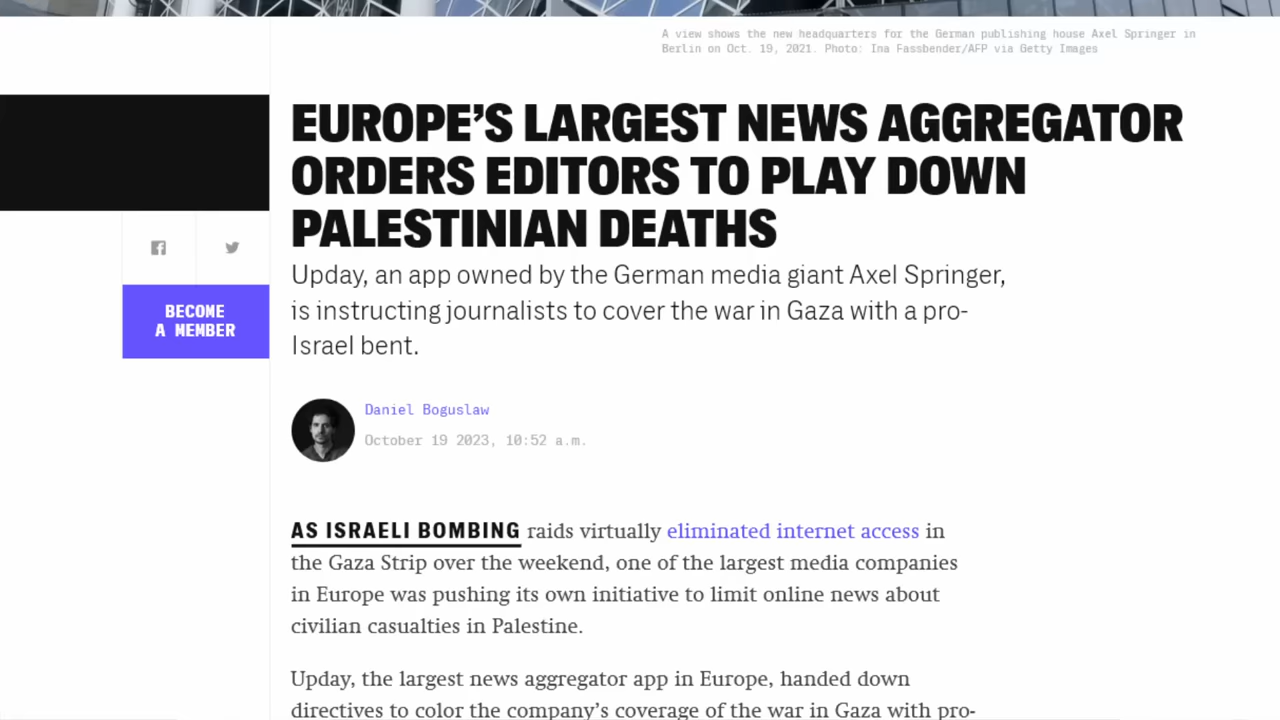 A view shows the new headquarters for the German publishing house Axel Springer in
Berlin on Oct. 19, 2021. Photo: Ina Fassbender/AFP via Getty Images
EUROPE’S LARGEST NEWS AGGREGATOR
ORDERS EDITORS TO PLAY DOWN
PALESTINIAN DEATHS
Upday, an app owned by the German media giant Axel Springer,
is instructing journalists to cover the war in Gaza with a pro-
Israel bent.
BECOME
A MEMBER
Daniel Boguslaw
October 19 2023, 10:52 a.m.
AS ISRAELI BOMBING raids virtually eliminated internet access in
the Gaza Strip over the weekend, one of the largest media companies
in Europe was pushing its own initiative to limit online news about
civilian casualties in Palestine.
Upday, the largest news aggregator app in Europe, handed down
directives to color the company’s coverage of the war in Gaza with pro-